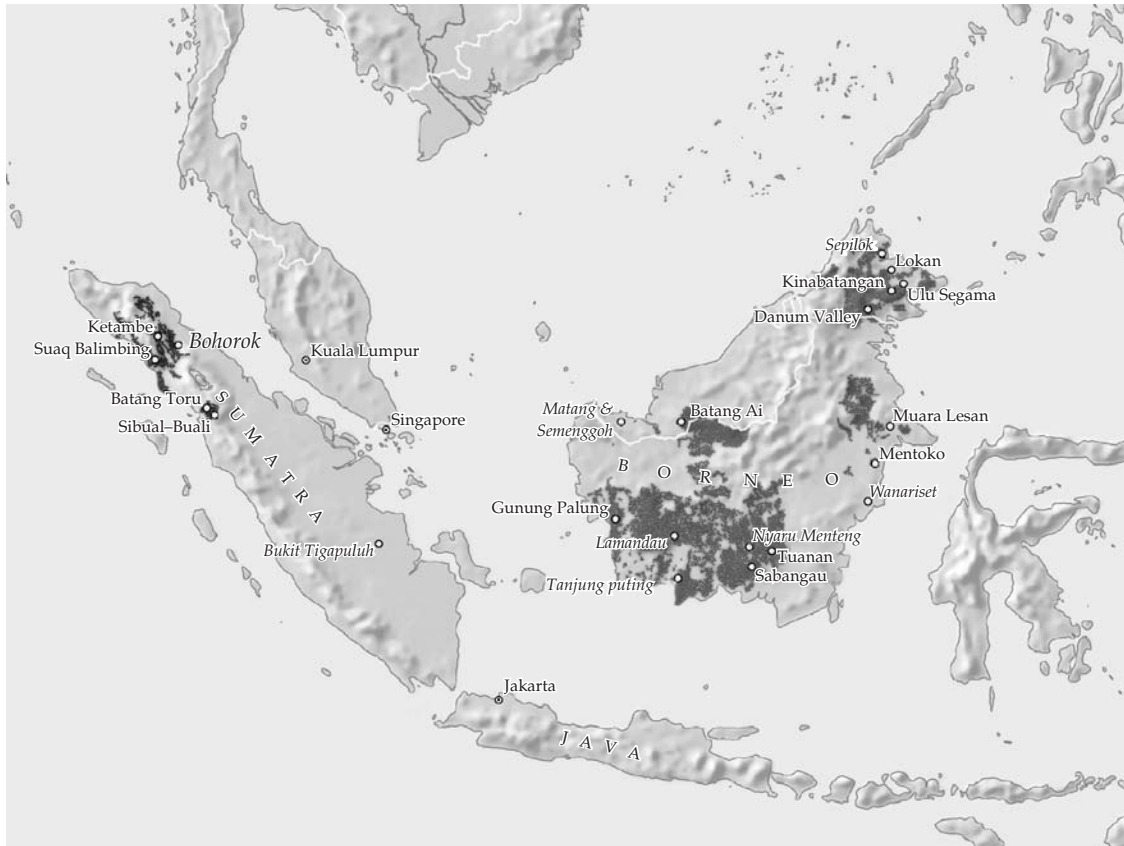 Sepilok
Lokan
Kinabatangan
Ulu Segama
Danum Valley
Ketambe
Bohorok
Suaq Balimbing
Kuala Lumpur
Batang Toru
Sibual–Buali
SUMATRA
Singapore
Matang &
Semenggoh
Batang Ai
Muara Lesan
BORNEO
Mentoko
Wanariset
Gunung Palung
Lamandau
Nyaru Menteng
Tuanan
Bukit Tigapuluh
Sabangau
Tanjung puting
Jakarta
JAVA